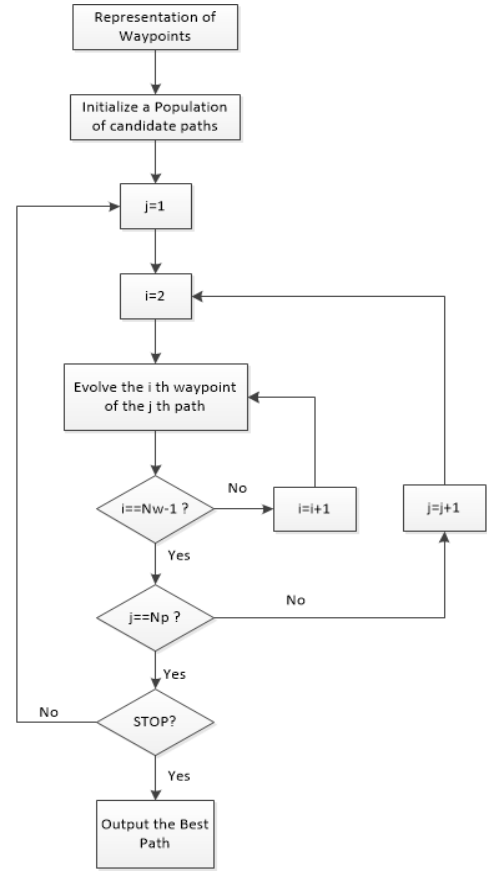 Representation of
Waypoints
Initialize a Population
of candidate paths
j=1
i=2
Evolve the i th waypoint
of the j th path
i==Nw-1 ?
No
i=i+1
j=j+1
Yes
j==Np ?
No
Yes
STOP?
No
Yes
Output the Best
Path